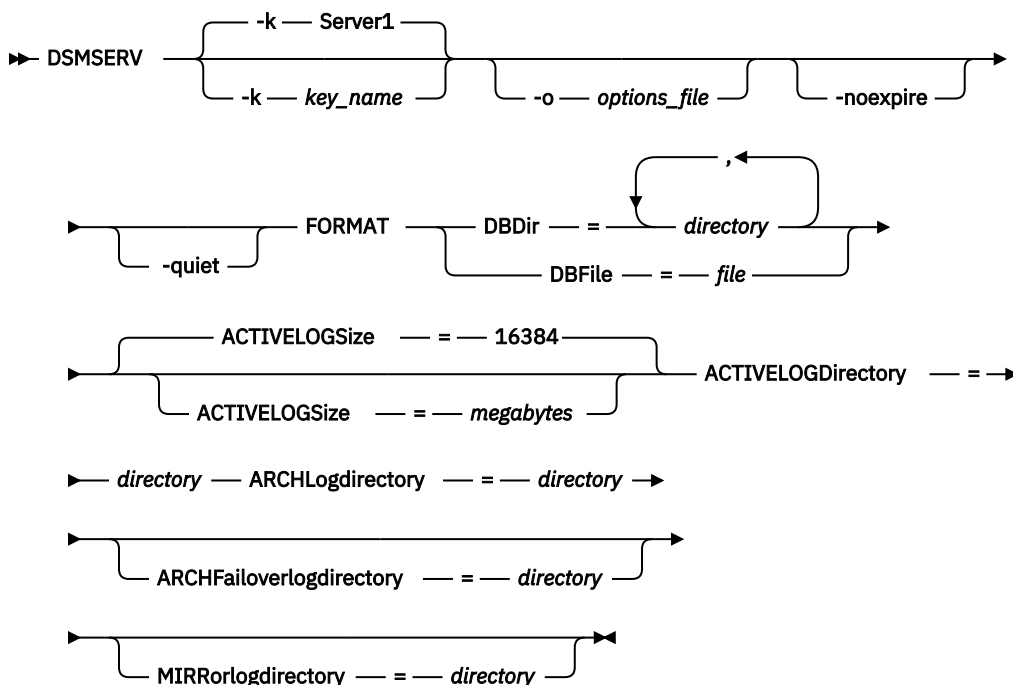 -k Server1
DSMSERV
-k key_name
-o options_file
-noexpire
,
FORMAT DBDir = directory
-quiet
DBFile = file
ACTIVELOGSize = 16384
ACTIVELOGDirectory =
ACTIVELOGSize = megabytes
directory ARCHLogdirectory = directory
ARCHFailoverlogdirectory = directory
MIRRorlogdirectory = directory